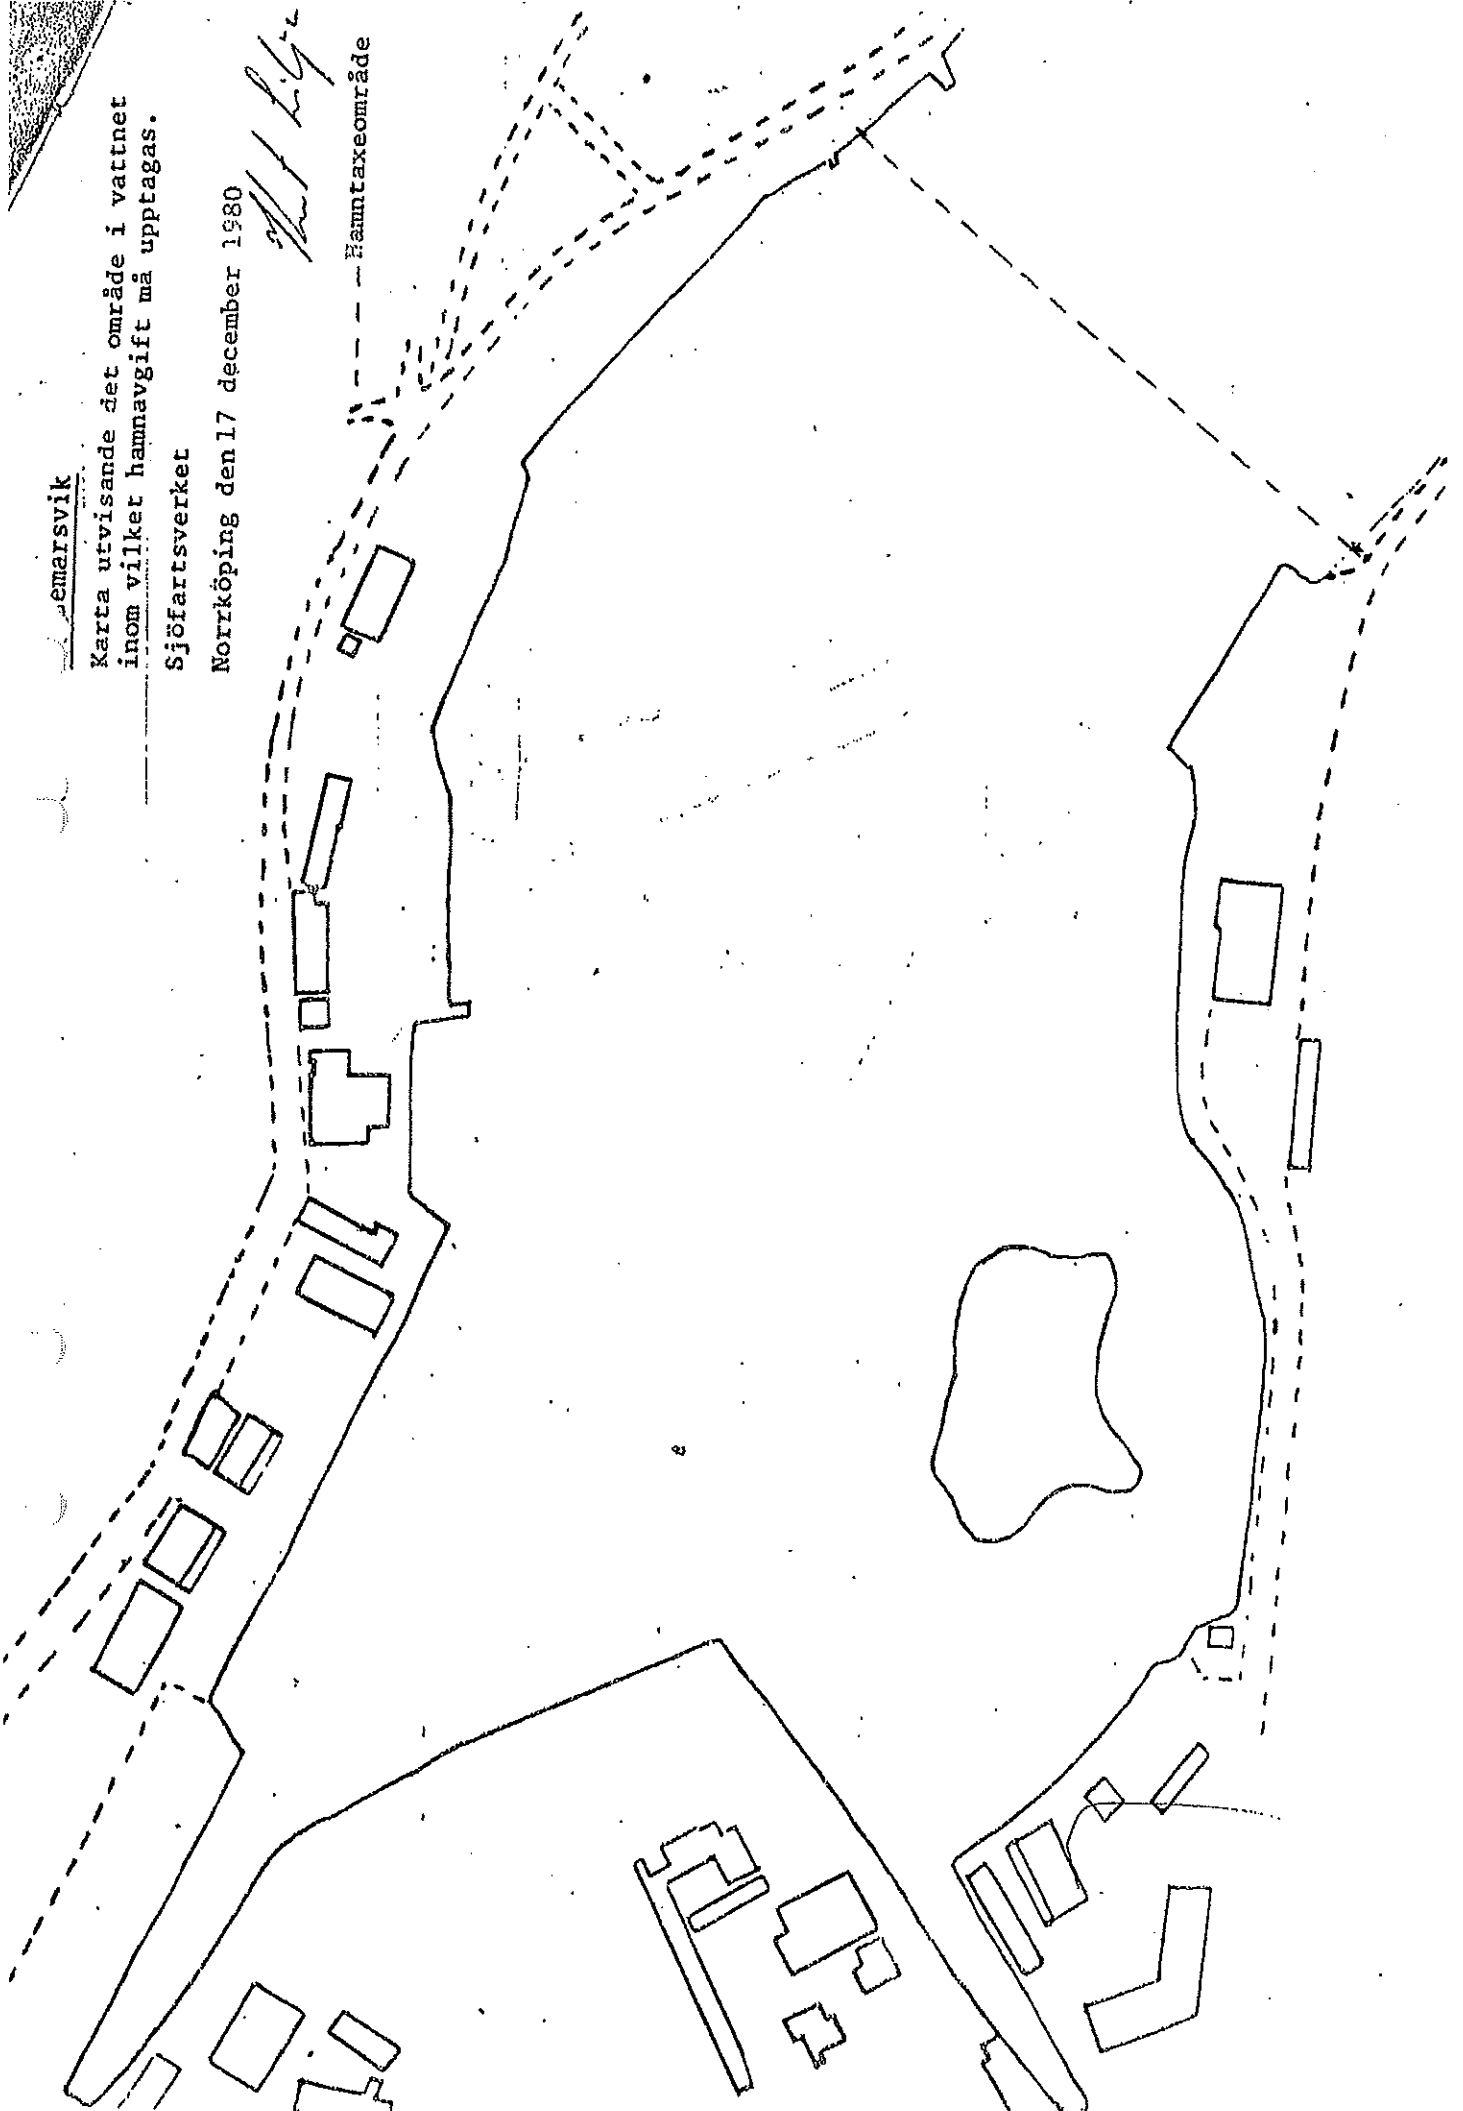 emarsvik
Karta utvisande det område i vattnet
inom vilket hamnavgift må upptagas.
Sjöfartsverket
Norrköping den 17 december 1980
Hamntaxeområde